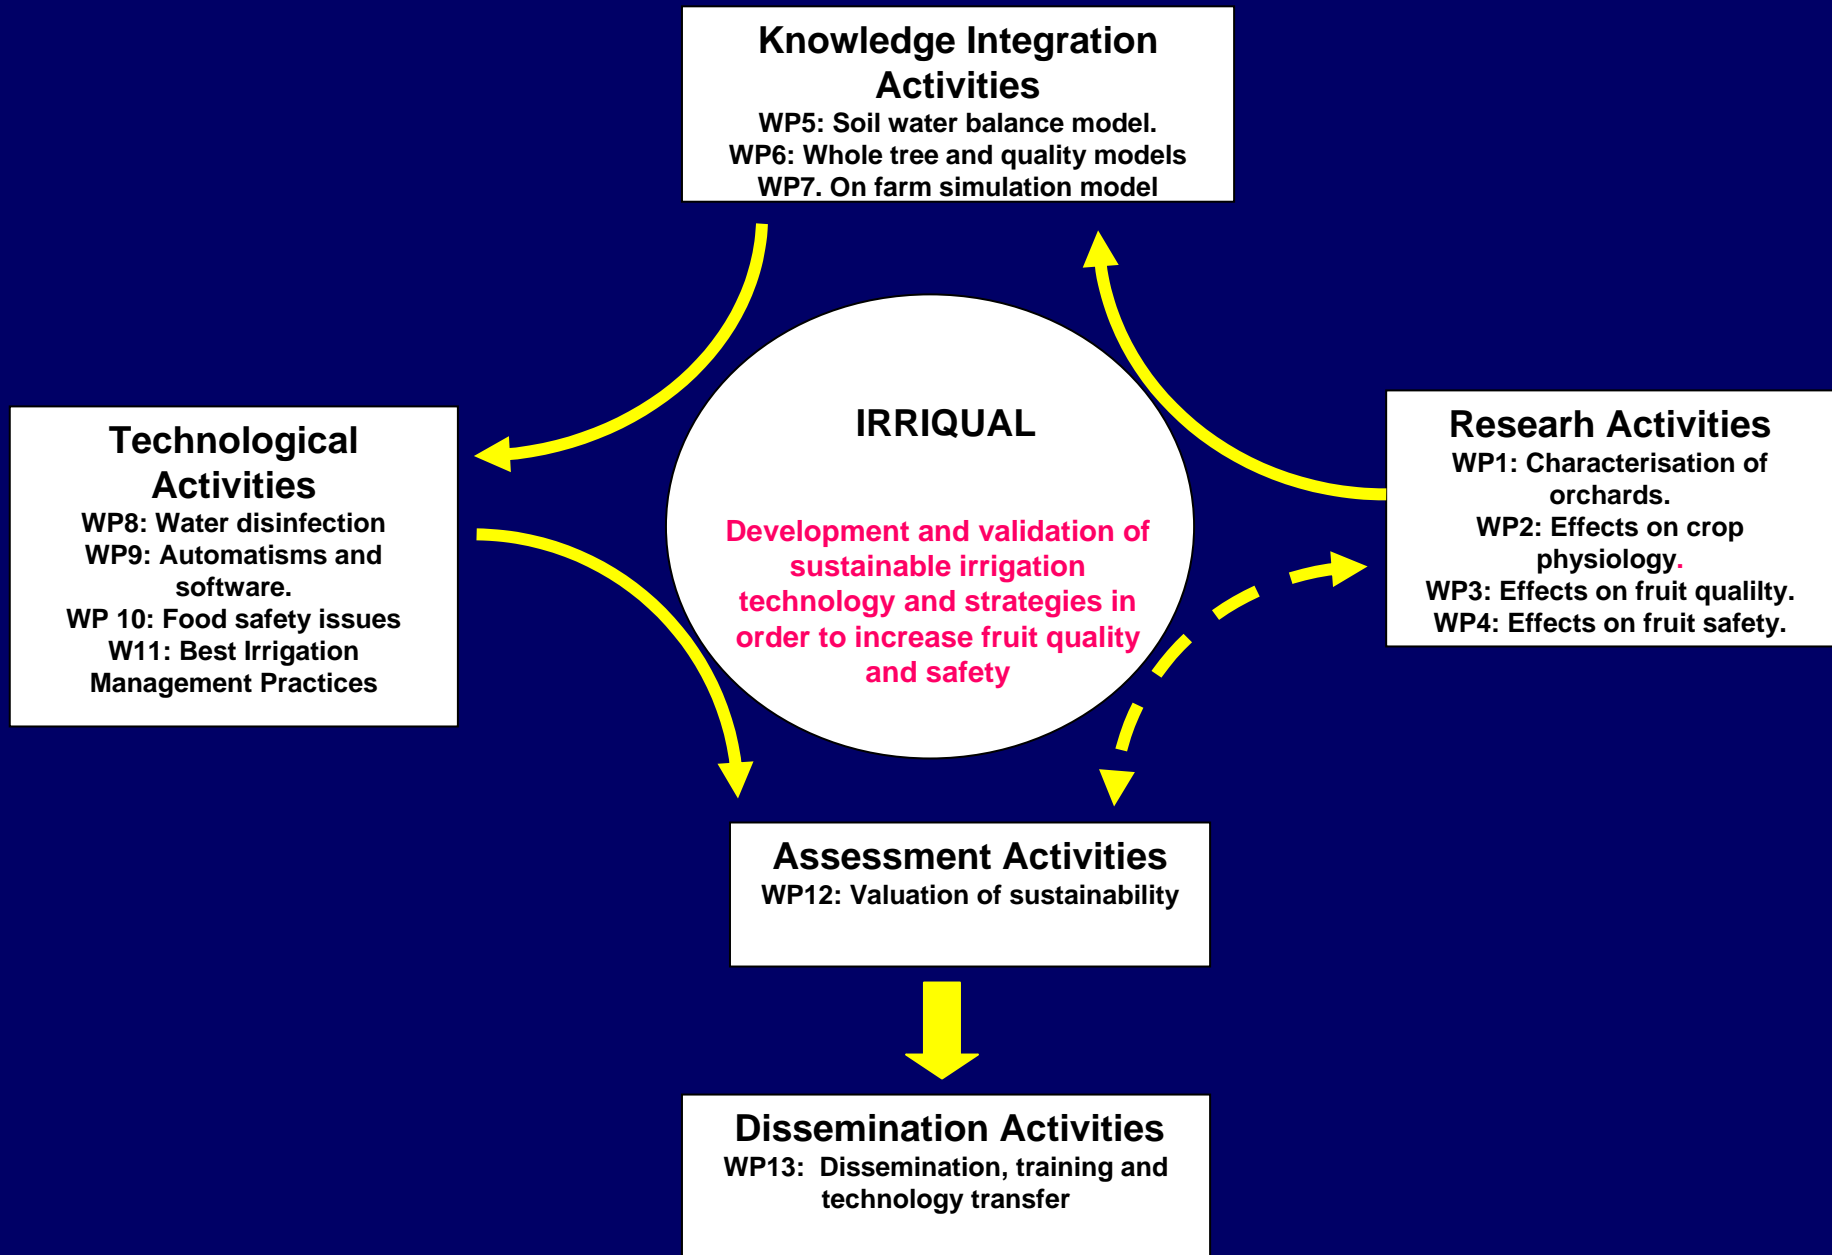 Knowledge Integration
Activities
WP5: Soil water balance model.
WP6: Whole tree and quality models
WP7. On farm simulation model
IRRIQUAL
Development and validation of
sustainable irrigation
technology and strategies in
order to increase fruit quality
and safety
Technological
Activities
WP8: Water disinfection
WP9: Automatisms and
software.
WP 10: Food safety issues
W11: Best Irrigation
Management Practices
Researh Activities
WP1: Characterisation of
orchards.
WP2: Effects on crop
physiology.
WP3: Effects on fruit qualilty.
WP4: Effects on fruit safety.
Assessment Activities
WP12: Valuation of sustainability
Dissemination Activities
WP13:  Dissemination, training and
technology transfer